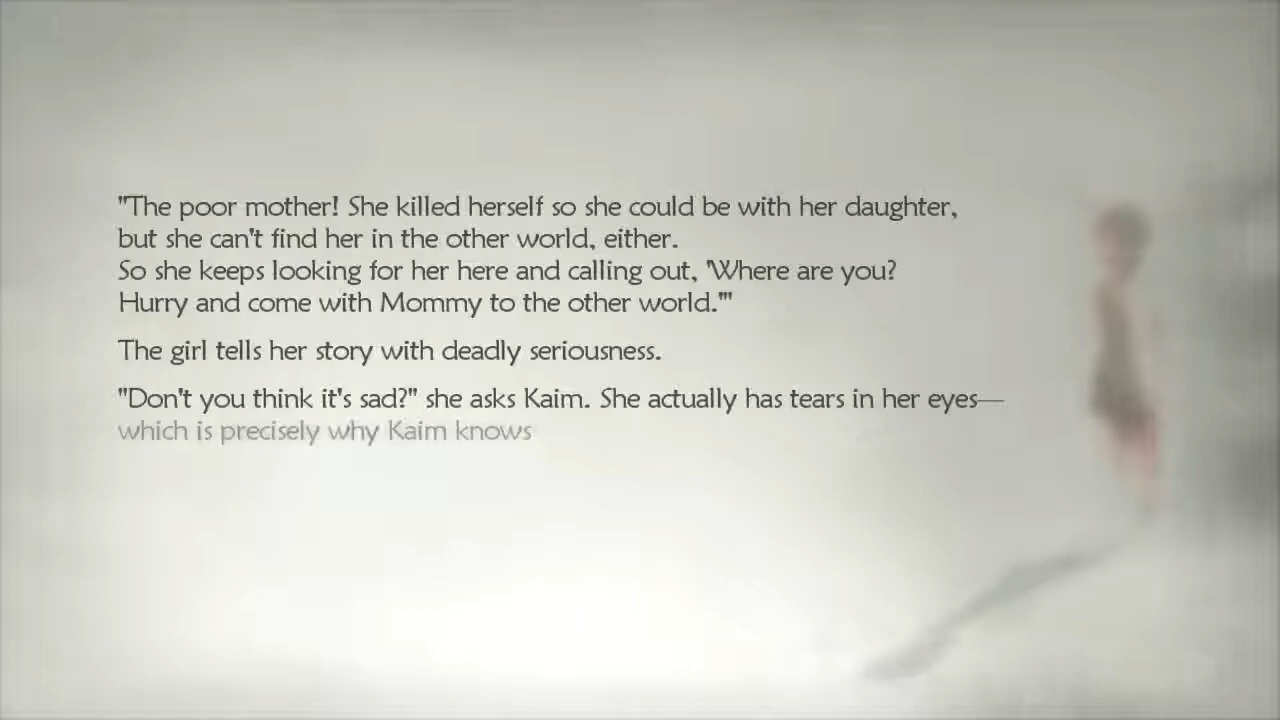 "The poor mother! She killed herself so she could be with her daughter,
but she can't find her in the other world, either.
So she keeps looking for her here and calling out, 'Where are you?
Hurry and come with Mommy to the other world.'"
The girl tells her story with deadly seriousness.
"Don't you think it's sad?" she asks Kaim. She actually has tears in her eyes—
which is precisely why Kaim knows